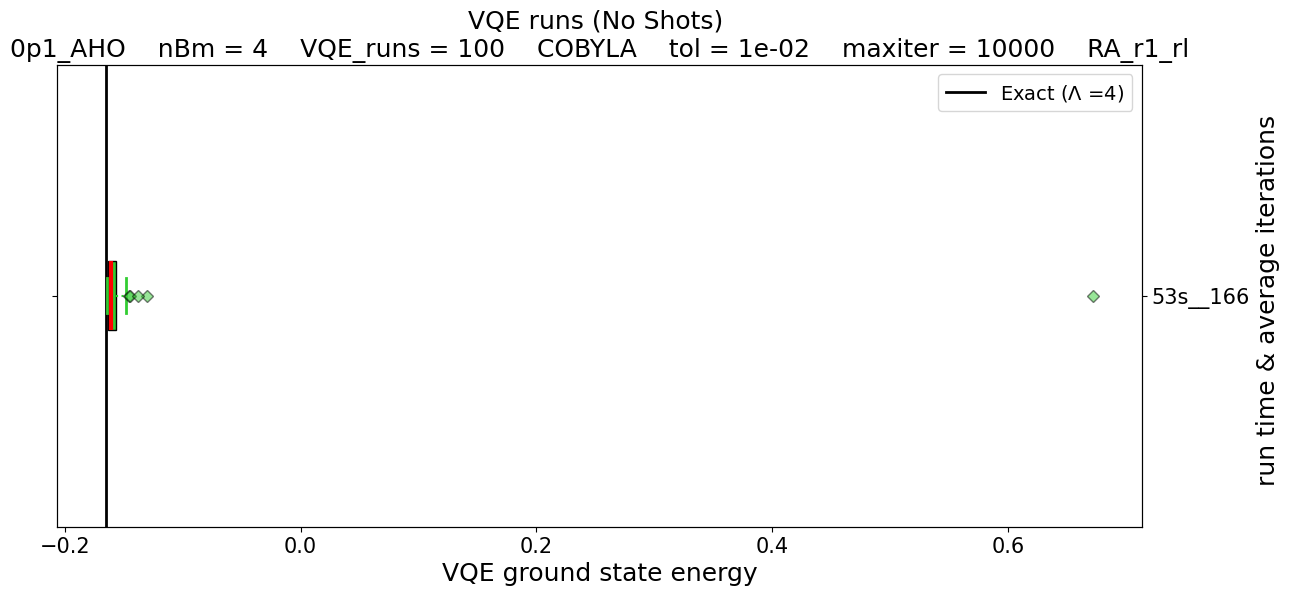 VQE runs (No Shots)
0p1_AHO nBm = 4 VQE_runs = 100 COBYLA tol = 1e-02 maxiter = 10000 RA_r1_rl
Exact (Λ =4)
53s__166
run time & average iterations
−0.2 0.0 0.2 0.4 0.6
VQE ground state energy